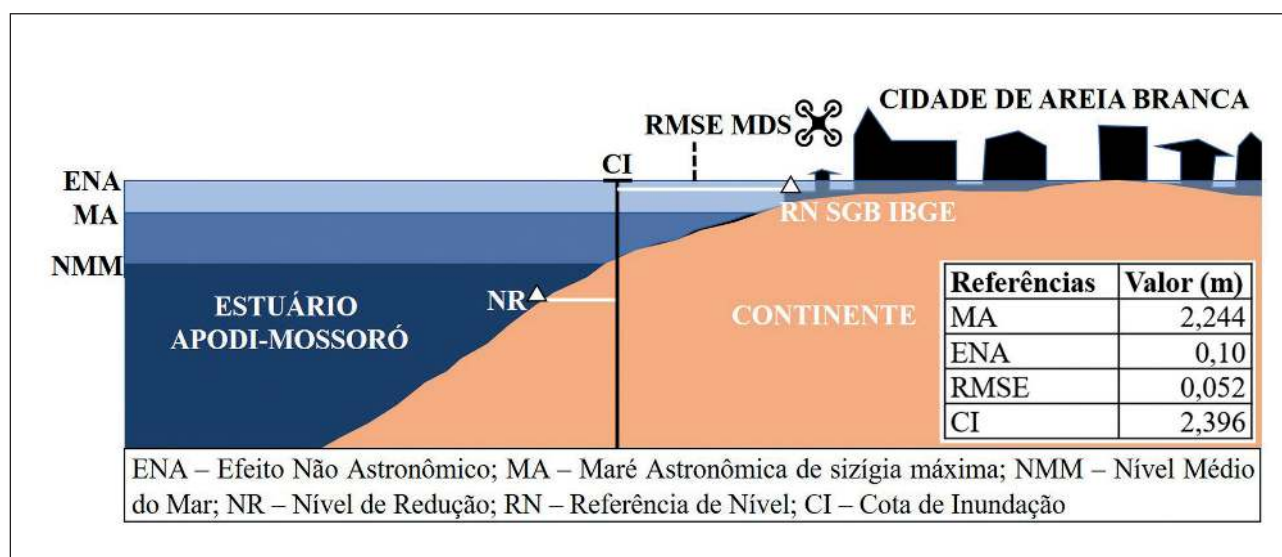 CIDADE DE AREIA BRANCA
RMSE MDS
CI
ENA
MA
RN SGB IBGE
NMM
NR
ESTUÁRIO
APODI-MOSSORÓ
CONTINENTE
Referências Valor (m)
MA 2,244
ENA 0,10
RMSE 0,052
CI 2,396
ENA – Efeito Não Astronômico; MA – Maré Astronômica de sizígia máxima; NMM – Nível Médio
do Mar; NR – Nível de Redução; RN – Referência de Nível; CI – Cota de Inundação